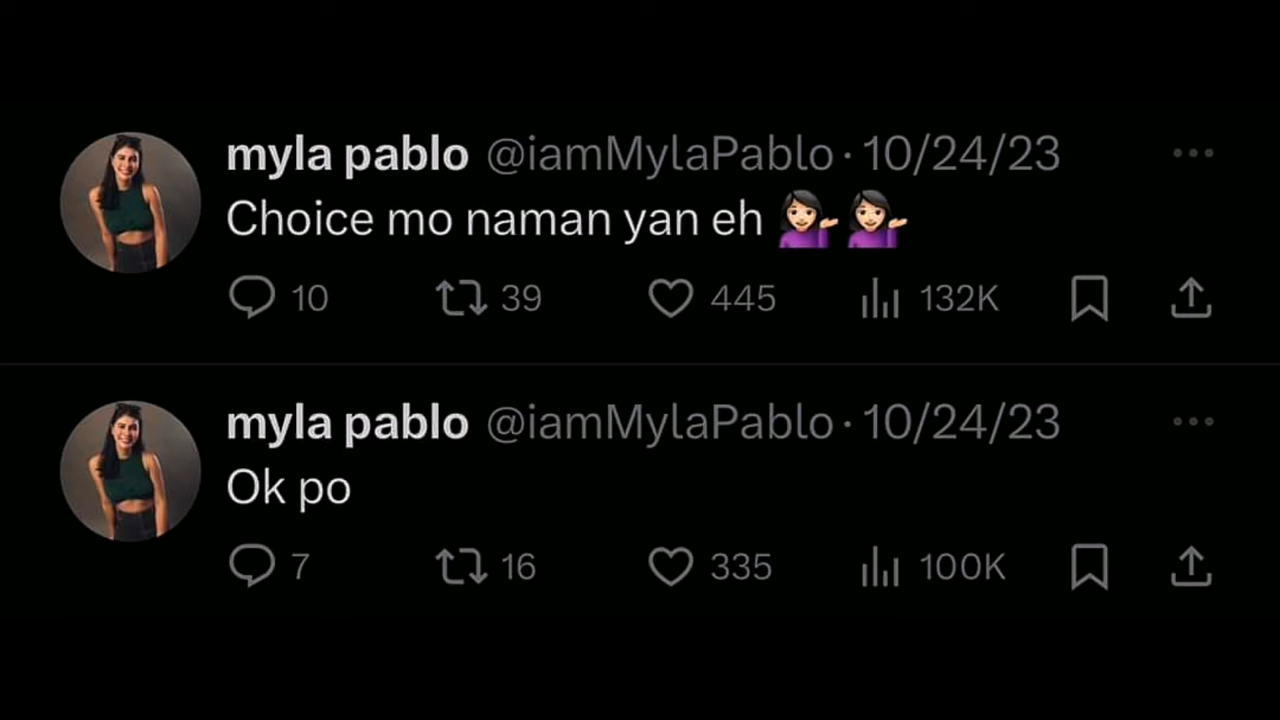 myla pablo @iamMylaPablo · 10/24/23
Choice mo naman yan eh 💁🏻‍♀️ 💁🏻‍♀️
10 39 445 132K
myla pablo @iamMylaPablo · 10/24/23
Ok po
7 16 335 100K